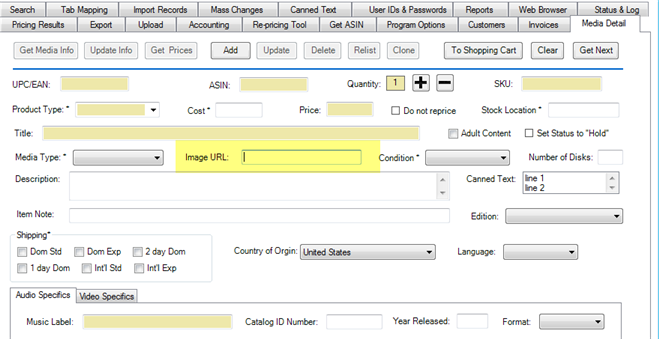 Search Tab Mapping Import Records Mass Changes Canned Text User IDs & Passwords Reports Web Browser Status & Log
Pricing Results Export Upload Accounting Re-pricing Tool Get ASIN Program Options Customers Invoices Media Detail
Get Media Info Update Info Get Prices Add Update Delete Relist Clone To Shopping Cart Clear Get Next
UPC/EAN: ASIN: Quantity: 1 SKU:
Product Type: * Cost * Price: Do not reprice Stock Location *
Title: Adult Content Set Status to "Hold"
Media Type: * Image URL: Condition * Number of Disks:
Description: Canned Text: line 1
line 2
Item Note: Edition:
Shipping*
Dom Std Dom Exp 2 day Dom Country of Orgin: United States Language:
1 day Dom Int'l Std Int'l Exp
Audio Specifics Video Specifics
Music Label: Catalog ID Number: Year Released: Format: